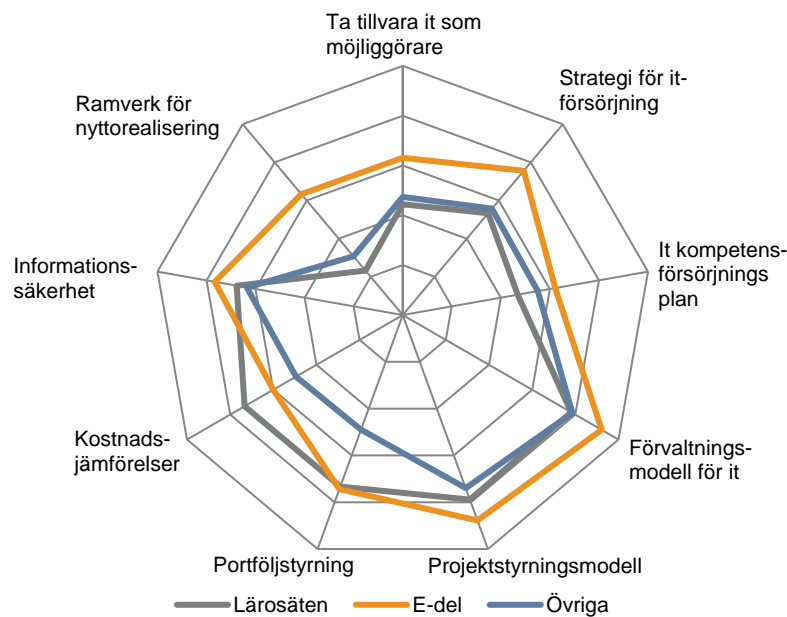 Ta tillvara it som
möjliggörare
Strategi för it-
försörjning
It kompetens-
försörjnings
plan
Förvaltnings-
modell för it
Projektstyrningsmodell
Portföljstyrning
Kostnads-
jämförelser
Informations-
säkerhet
Ramverk för
nyttorealisering
Lärosäten E-del Övriga